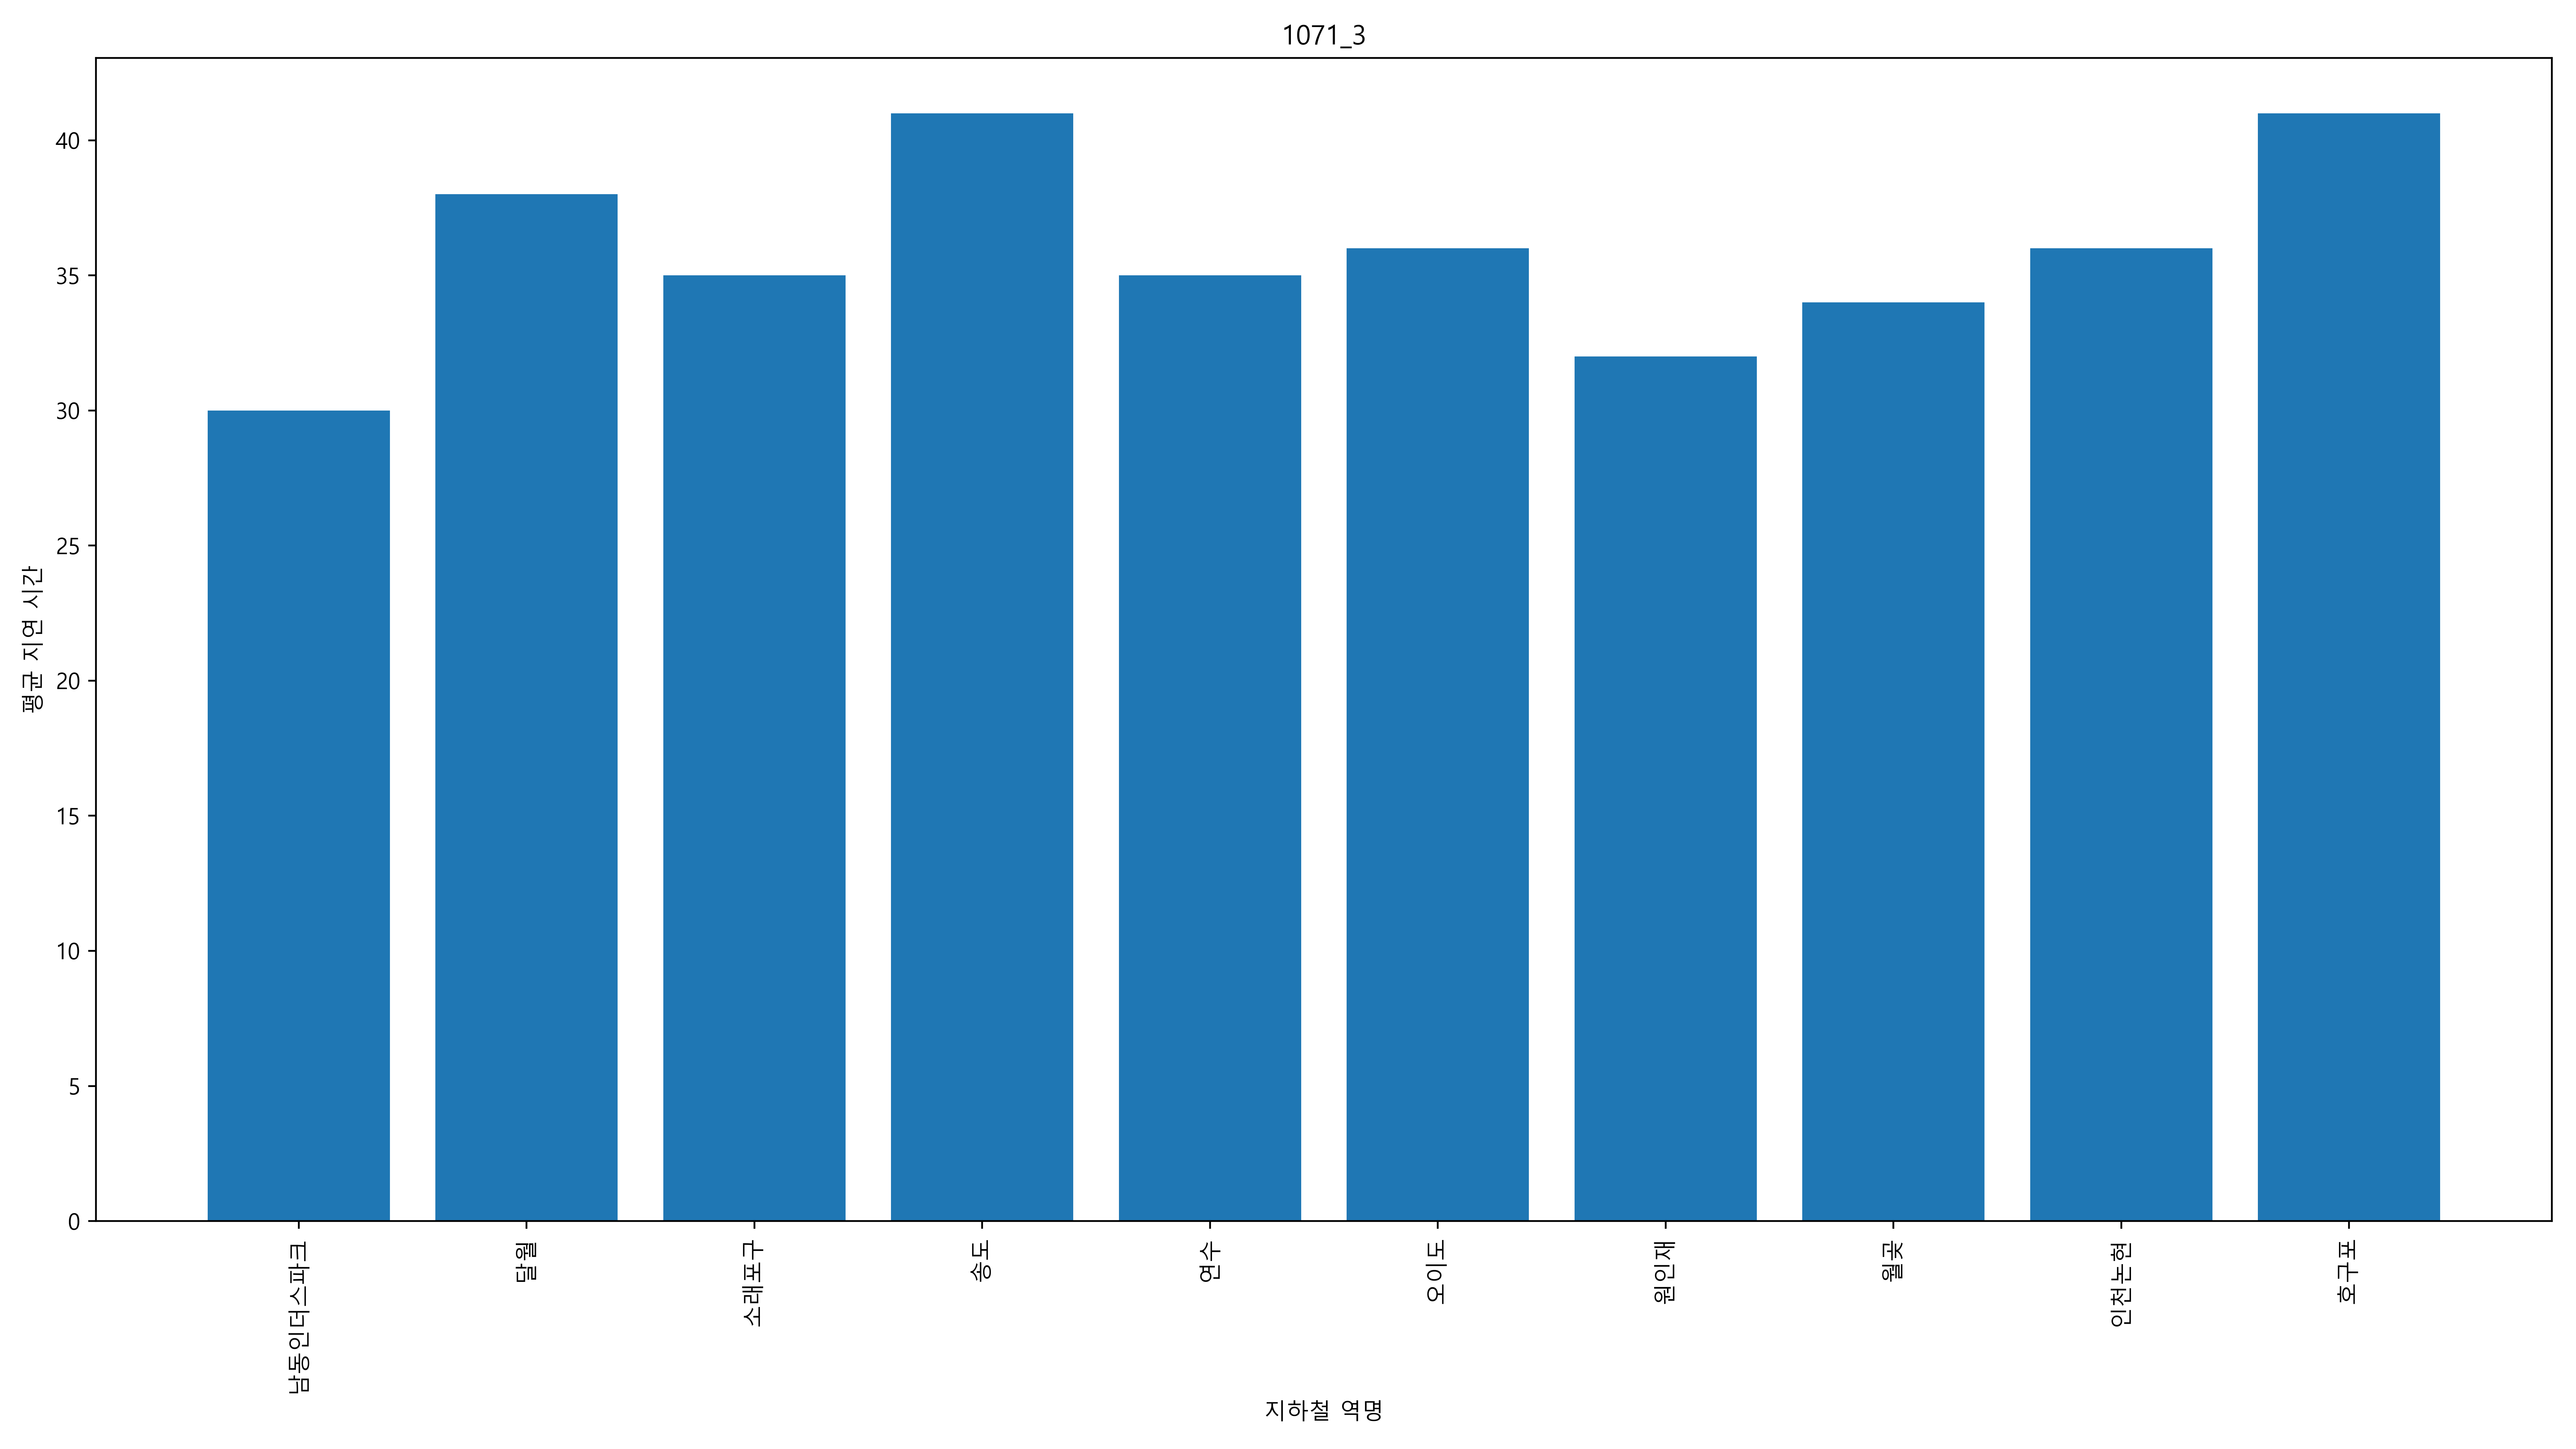 1071_3
평균 지연 시간
40
35
30
25
20
15
10
5
0
남동인더스파크
달월
소래포구
송도
연수
오이도
원인재
월곶
인천논현
호구포
지하철 역명